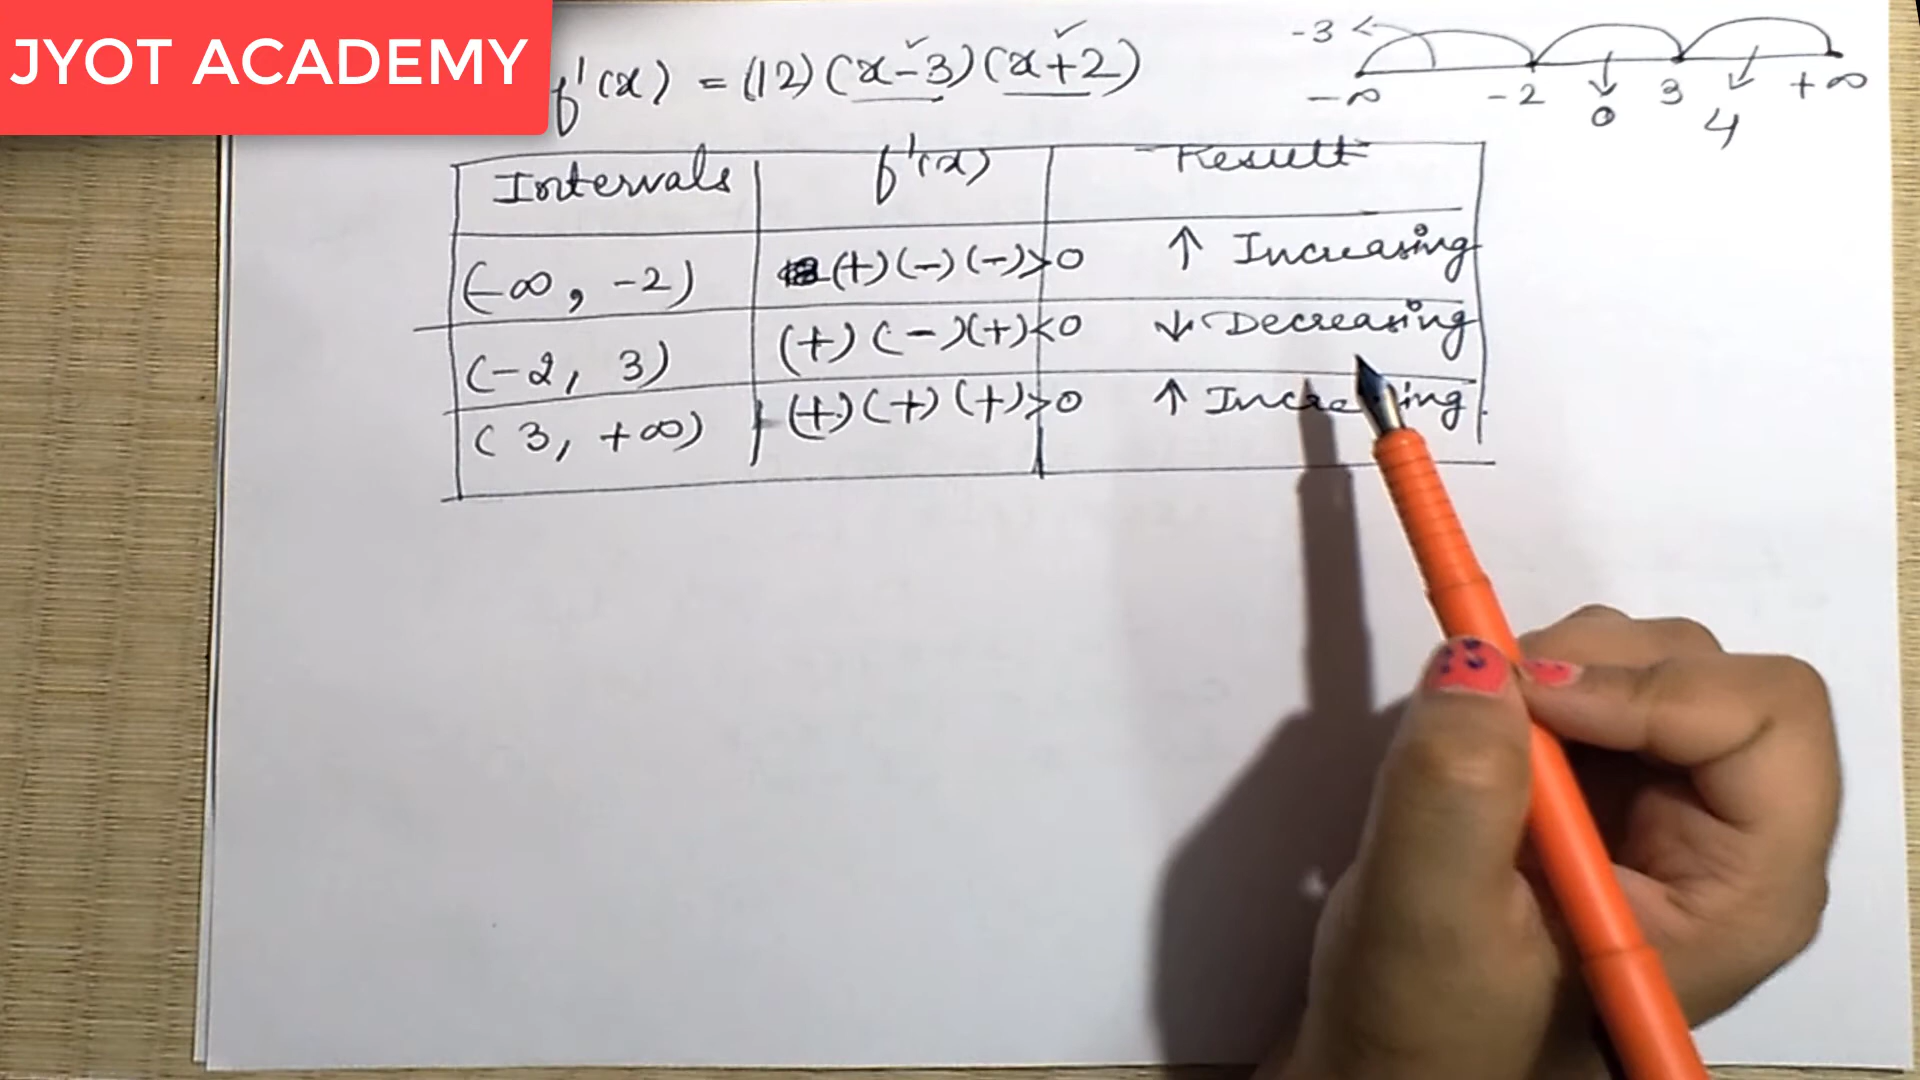 JYOT ACADEMY
f'(x) = (12) (x-3) (x+2)
-3
-∞ -2 0 3 4 +∞
Intervals f'(x) Result
(-∞, -2) (+)(-)(-)>0 ↑ Increasing
(-2, 3) (+)(-)(+)<0 ↓ Decreasing
(3, +∞) (+)(+)(+)>0 ↑ Increasing